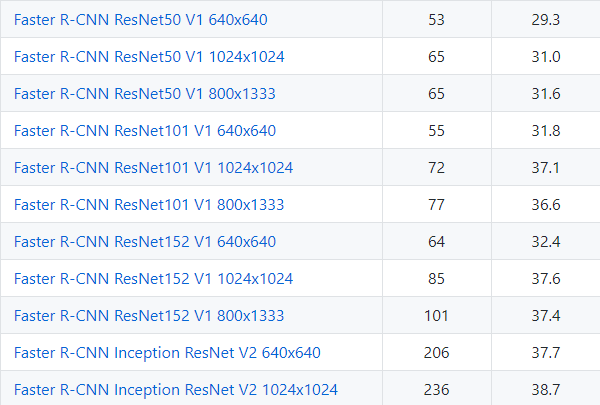 Faster R-CNN ResNet50 V1 640x640 53 29.3
Faster R-CNN ResNet50 V1 1024x1024 65 31.0
Faster R-CNN ResNet50 V1 800x1333 65 31.6
Faster R-CNN ResNet101 V1 640x640 55 31.8
Faster R-CNN ResNet101 V1 1024x1024 72 37.1
Faster R-CNN ResNet101 V1 800x1333 77 36.6
Faster R-CNN ResNet152 V1 640x640 64 32.4
Faster R-CNN ResNet152 V1 1024x1024 85 37.6
Faster R-CNN ResNet152 V1 800x1333 101 37.4
Faster R-CNN Inception ResNet V2 640x640 206 37.7
Faster R-CNN Inception ResNet V2 1024x1024 236 38.7